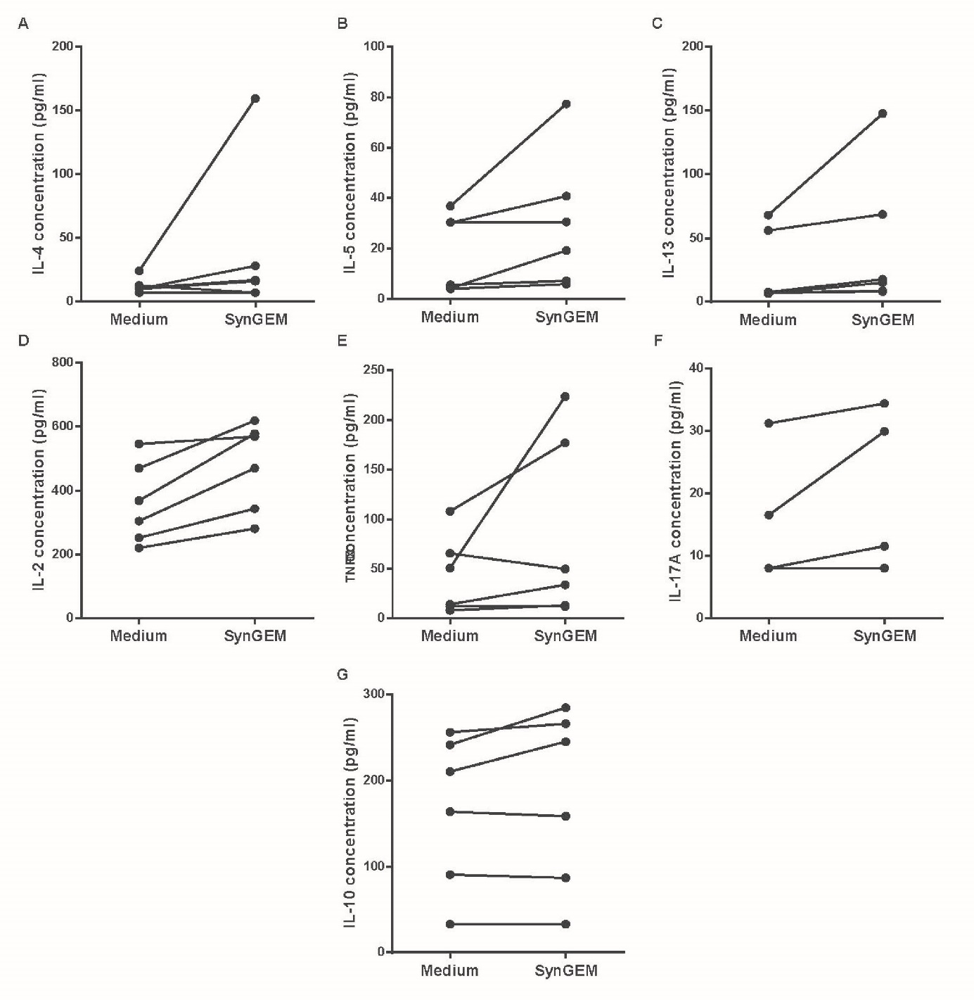 A
B
C
IL-4 concentration (pg/ml)
200
150
100
50
0
Medium SynGEM
IL-5 concentration (pg/ml)
100
80
60
40
20
0
Medium SynGEM
IL-13 concentration (pg/ml)
200
150
100
50
0
Medium SynGEM
D
E
F
IL-2 concentration (pg/ml)
800
600
400
200
0
Medium SynGEM
concentration (pg/ml)
250
200
150
100
50
0
Medium SynGEM
IL-17A concentration (pg/ml)
40
30
20
10
0
Medium SynGEM
G
IL-10 concentration (pg/ml)
300
200
100
0
Medium SynGEM